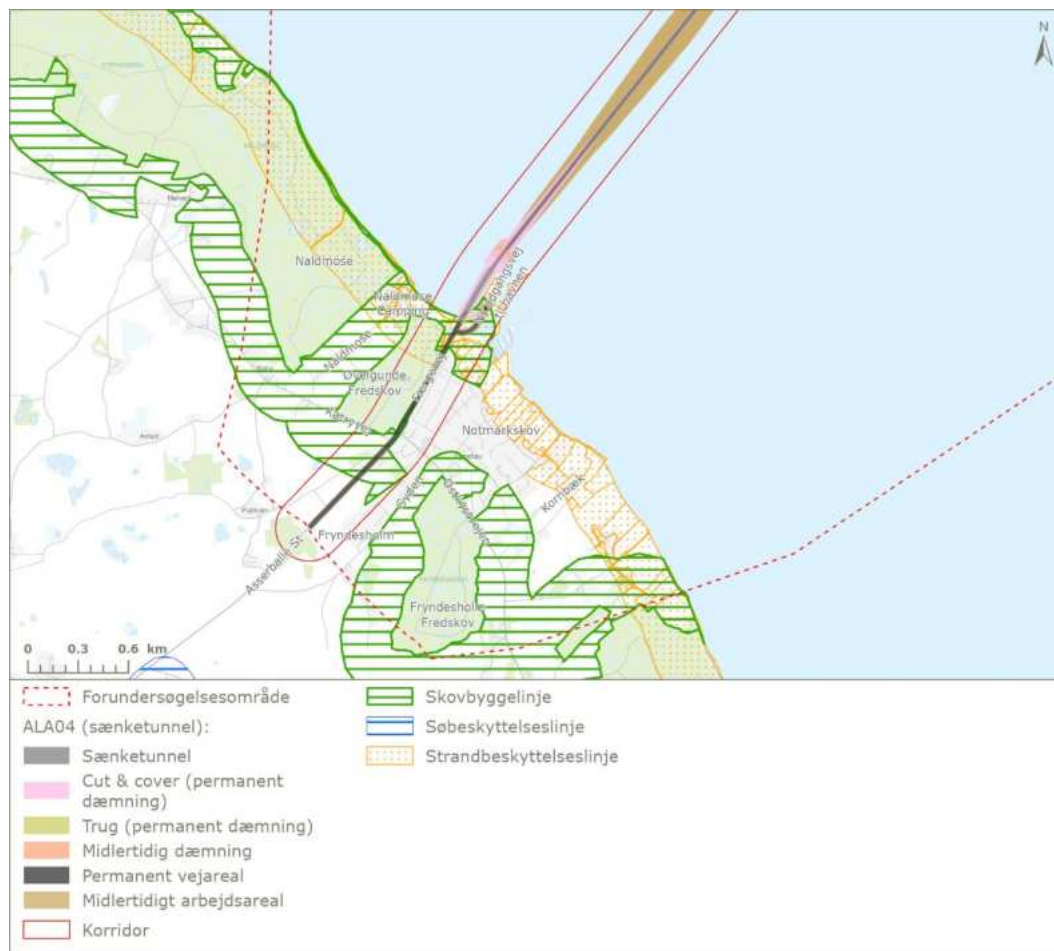 N
Naldmose
Naldmose
Camping
Naldmose
Fredskov
Katryvej
Notmarkskov
Kornbæk
Fryndesholm
Asserballe St
Fryndesholm
Fredskov
0 0.3 0.6 km
Forundersøgelsesområde
ALA04 (sænketunnel):
Sænketunnel
Cut & cover (permanent
dæmning)
Trug (permanent dæmning)
Midlertidig dæmning
Permanent vejareal
Midlertidigt arbejdsareal
Korridor
Skovbyggelinje
Søbeskyttelseslinje
Strandbeskyttelseslinje